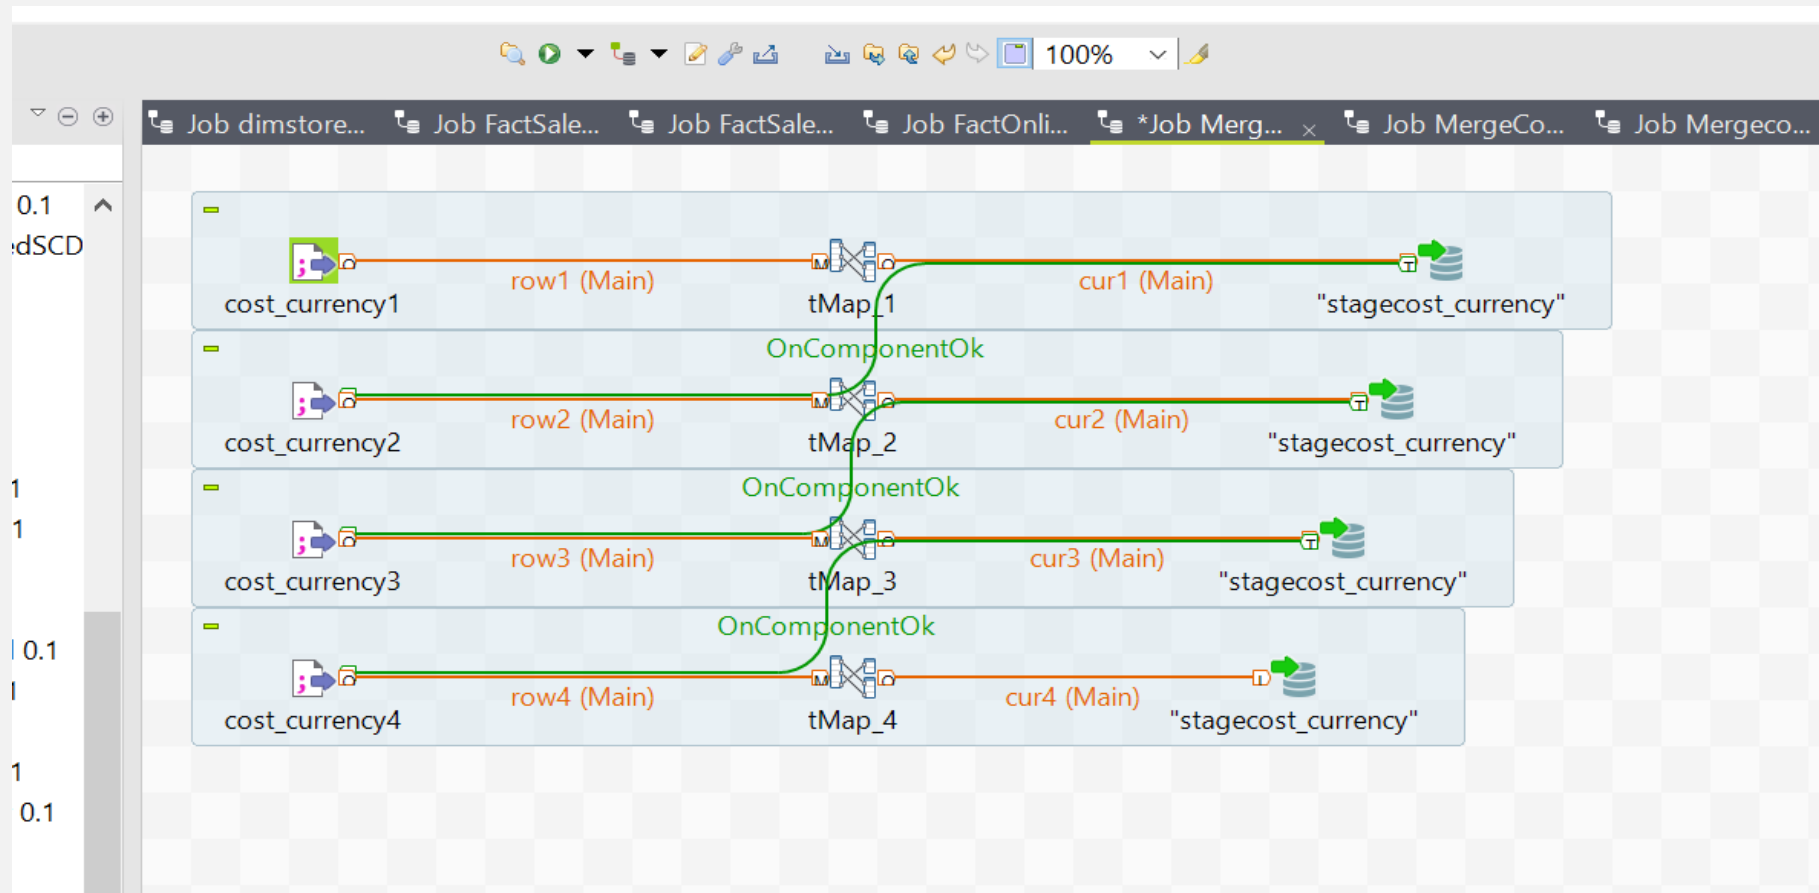 100%
Job dimstore... Job FactSale... Job FactSale... Job FactOnli... *Job Merg... Job MergeCo... Job Mergeco...
0.1
edSCD
1
1
0.1
1
1
0.1
row1 (Main) cur1 (Main)
cost_currency1 tMap_1 "stagecost_currency"
OnComponentOk
row2 (Main) cur2 (Main)
cost_currency2 tMap_2 "stagecost_currency"
OnComponentOk
row3 (Main) cur3 (Main)
cost_currency3 tMap_3 "stagecost_currency"
OnComponentOk
row4 (Main) cur4 (Main)
cost_currency4 tMap_4 "stagecost_currency"